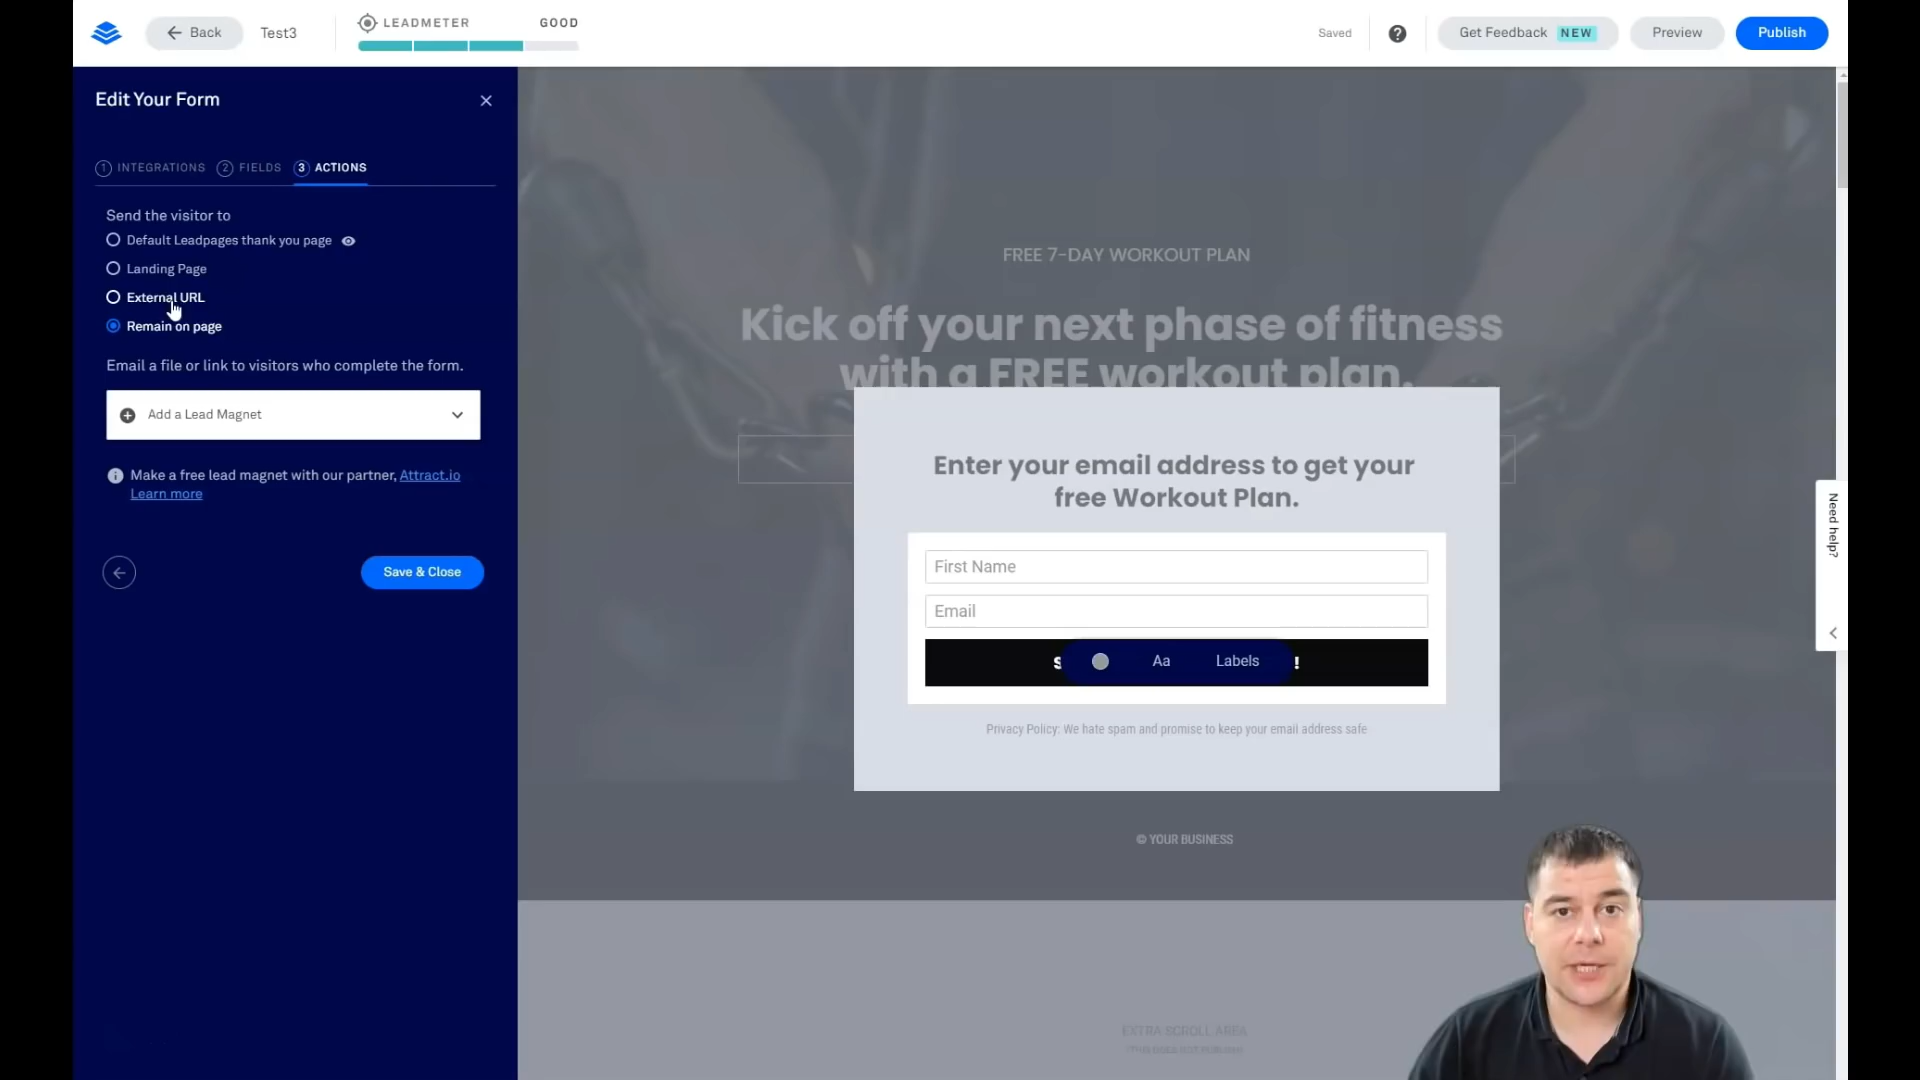 Back
Test3
LEADMETER
GOOD
Saved
?
Get Feedback NEW
Preview
Publish
Edit Your Form
1 INTEGRATIONS
2 FIELDS
3 ACTIONS
Send the visitor to
Default Leadpages thank you page
Landing Page
External URL
Remain on page
Email a file or link to visitors who complete the form.
Add a Lead Magnet
Make a free lead magnet with our partner, Attract.io
Learn more
Save & Close
FREE 7-DAY WORKOUT PLAN
Kick off your next phase of fitness
with a FREE workout plan.
Enter your email address to get your
free Workout Plan.
First Name
Email
S
Aa
Labels
!
Privacy Policy: We hate spam and promise to keep your email address safe
© YOUR BUSINESS
EXTRA SCROLL AREA
Need help?